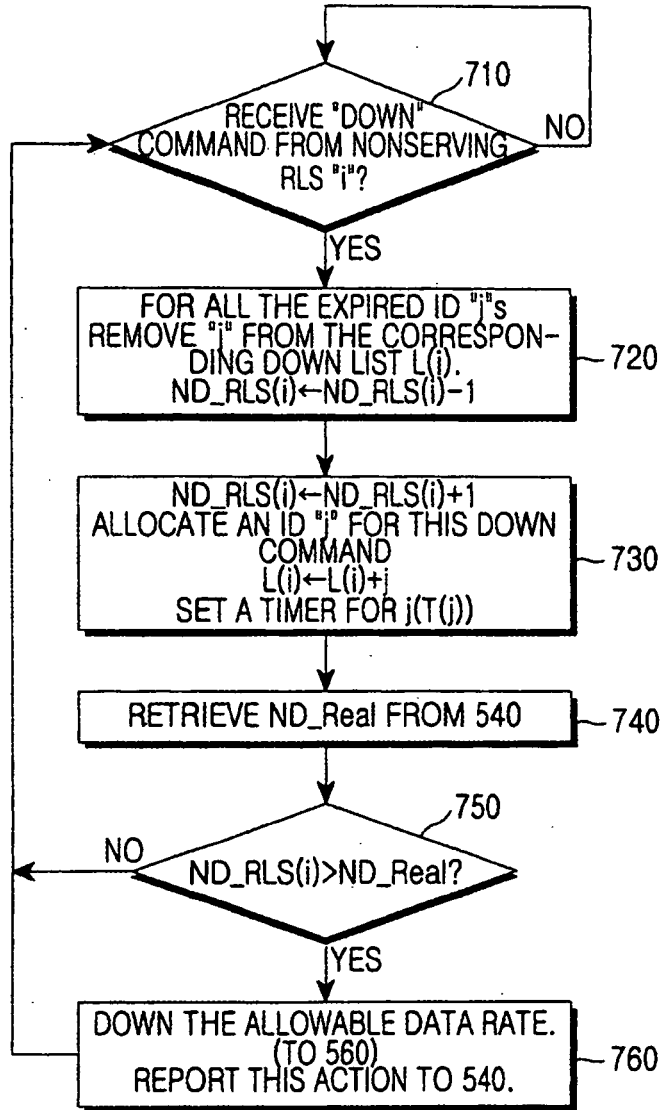 710
RECEIVE "DOWN"
COMMAND FROM NONSERVING
RLS "i"?
NO
YES
FOR ALL THE EXPIRED ID "j"s
REMOVE "j" FROM THE CORRESPON-
DING DOWN LIST L(i).
ND_RLS(i)←ND_RLS(i)-1
720
ND_RLS(i)←ND_RLS(i)+1
ALLOCATE AN ID "j" FOR THIS DOWN
COMMAND
L(i)←L(i)+j
SET A TIMER FOR j(T(j))
730
RETRIEVE ND_Real FROM 540
740
750
NO
ND_RLS(i)>ND_Real?
YES
DOWN THE ALLOWABLE DATA RATE.
(TO 560)
REPORT THIS ACTION TO 540.
760